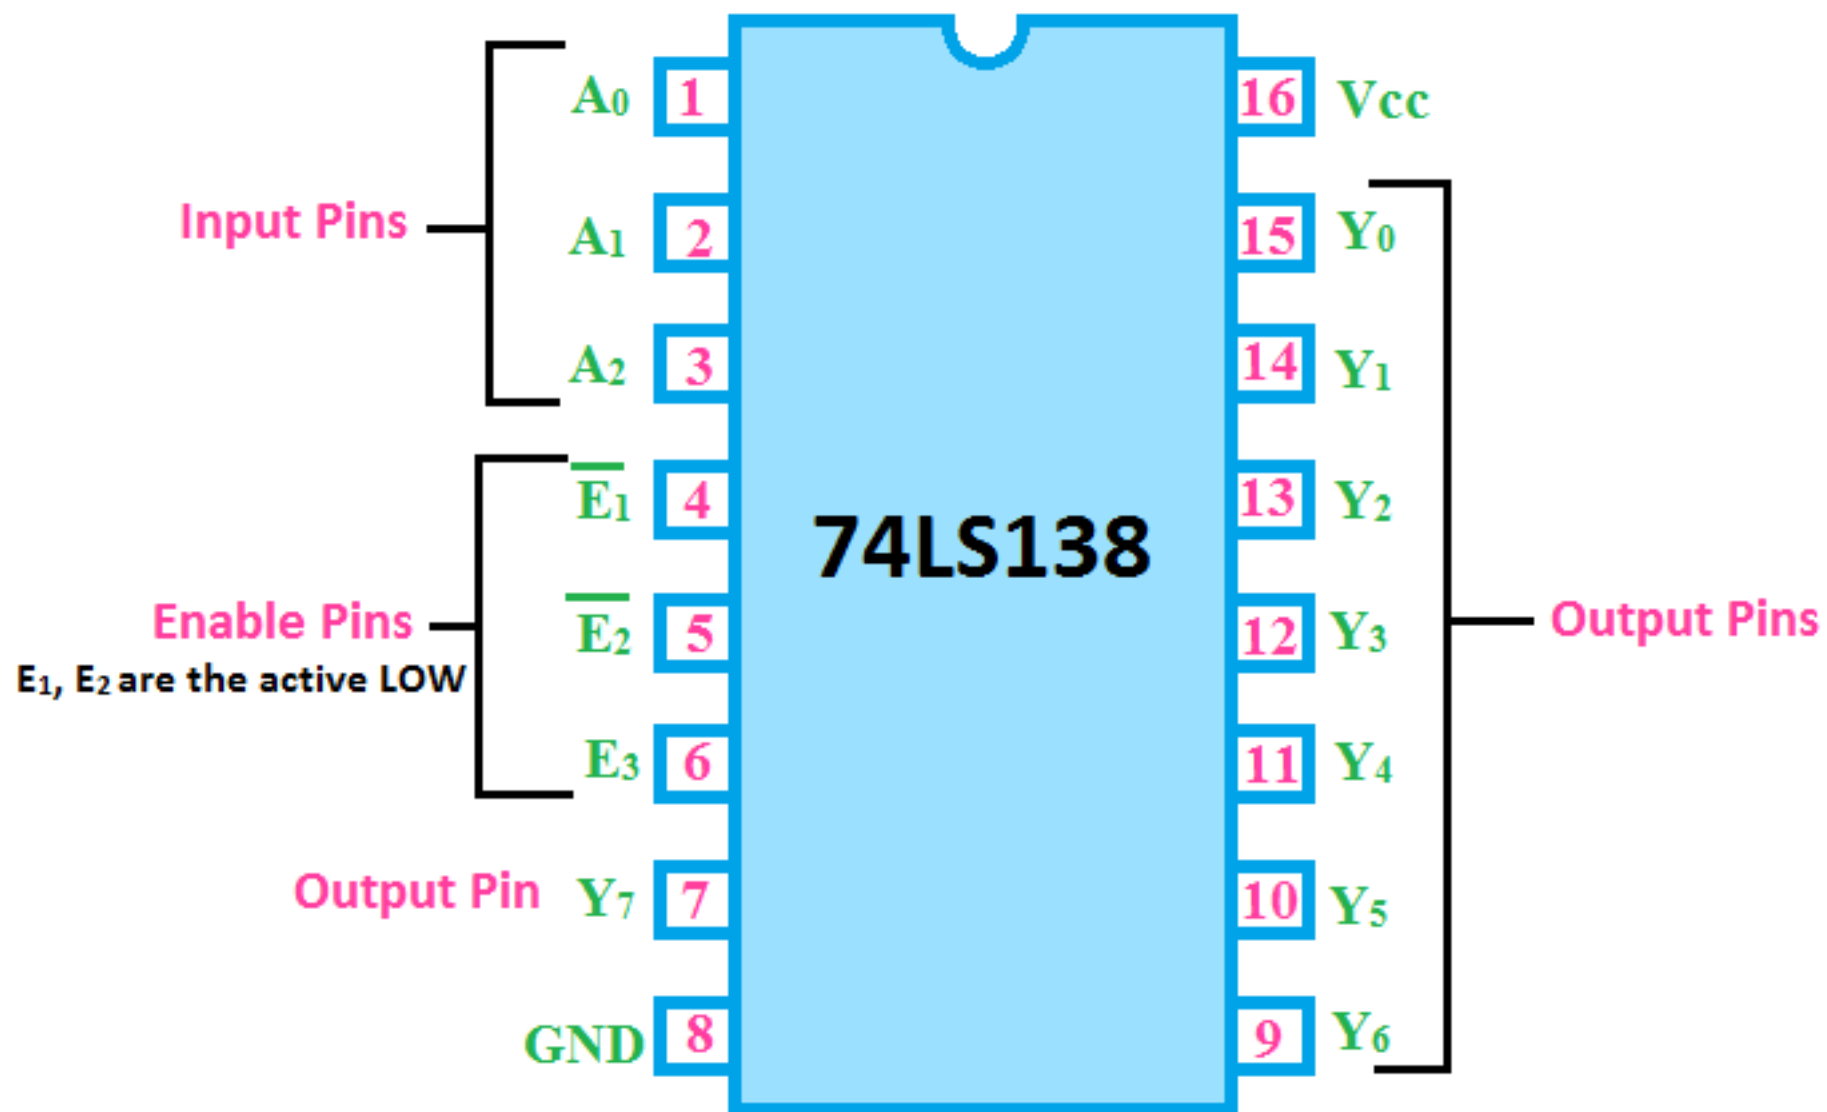 A0 1 16 Vcc
Input Pins A1 2 15 Y0
A2 3 14 Y1
E̅1̅ 4 13 Y2
74LS138
Enable Pins E̅2̅ 5 12 Y3 Output Pins
E1, E2 are the active LOW
E3 6 11 Y4
Output Pin Y7 7 10 Y5
GND 8 9 Y6